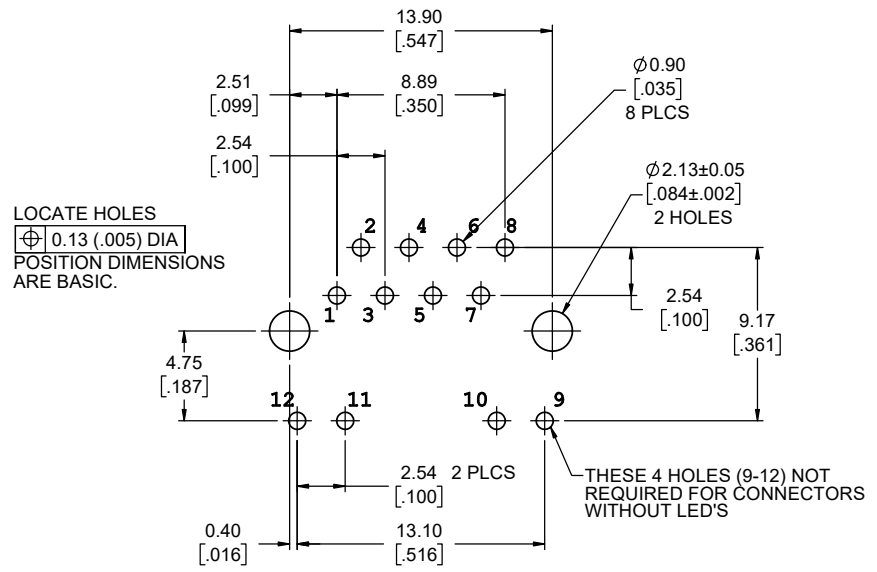 13.90
[.547]
2.51
[.099]
8.89
[.350]
Ø0.90
[.035]
8 PLCS
2.54
[.100]
Ø2.13±0.05
[.084±.002]
2 HOLES
LOCATE HOLES
⌖ 0.13 (.005) DIA
POSITION DIMENSIONS
ARE BASIC.
2 4 6 8
1 3 5 7
2.54
[.100]
9.17
[.361]
4.75
[.187]
12 11 10 9
2.54 2 PLCS
[.100]
THESE 4 HOLES (9-12) NOT
REQUIRED FOR CONNECTORS
WITHOUT LED'S
0.40
[.016]
13.10
[.516]